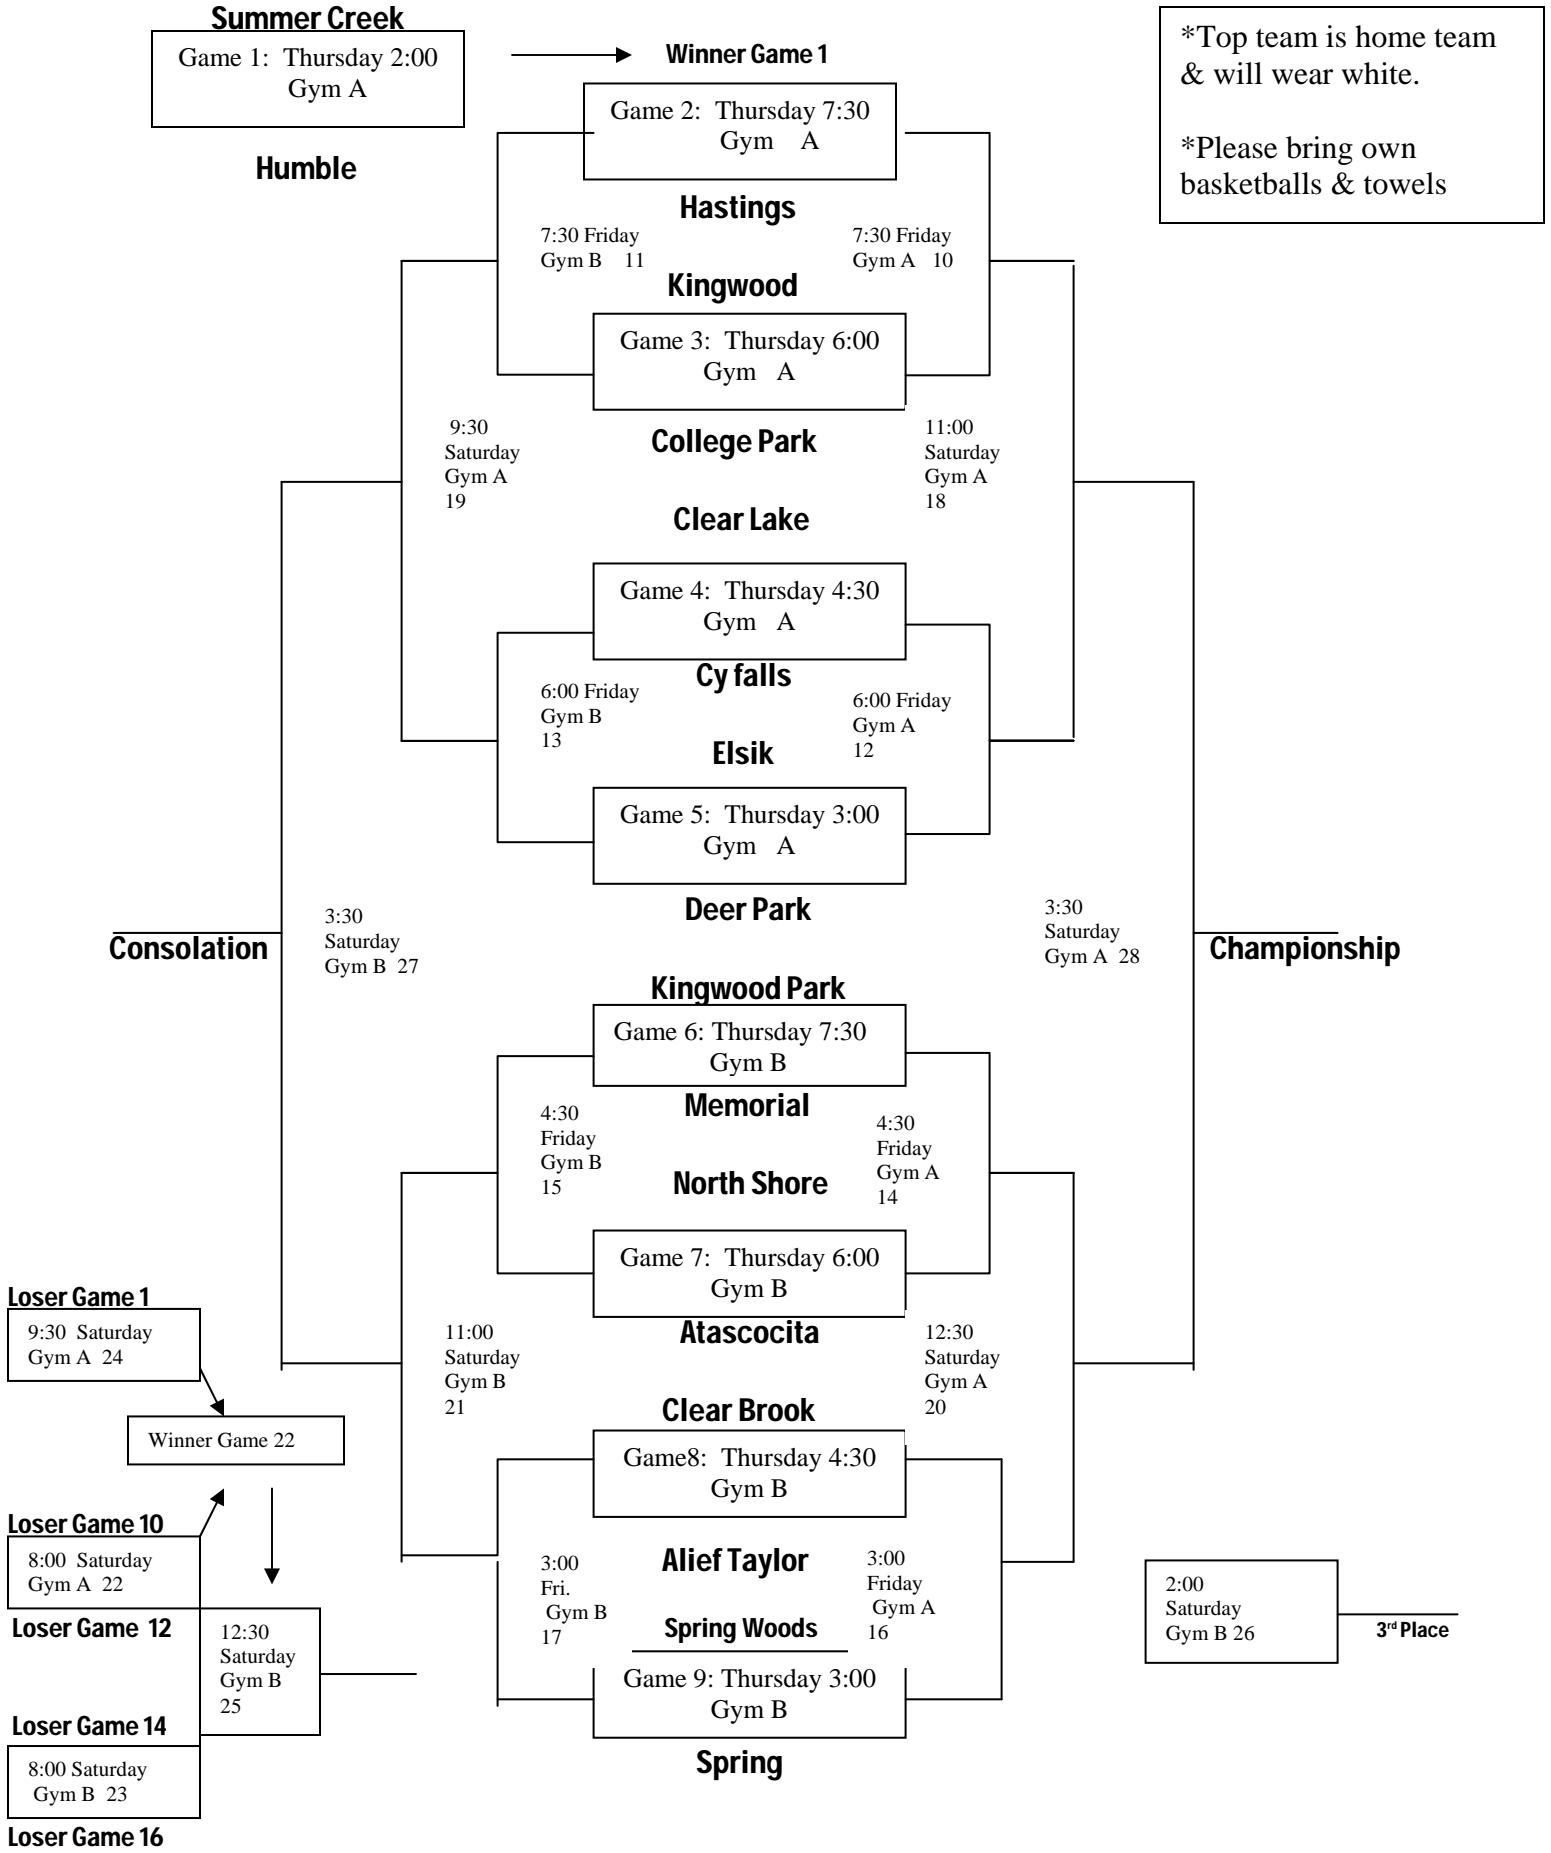 Summer Creek
Game 1: Thursday 2:00
Gym A
Humble
Winner Game 1
Game 2: Thursday 7:30
Gym A
Hastings
*Top team is home team
& will wear white.
*Please bring own
basketballs & towels
7:30 Friday
Gym B 11
7:30 Friday
Gym A 10
Kingwood
Game 3: Thursday 6:00
Gym A
College Park
9:30
Saturday
Gym A
19
11:00
Saturday
Gym A
18
Clear Lake
Game 4: Thursday 4:30
Gym A
Cy falls
6:00 Friday
Gym B
13
6:00 Friday
Gym A
12
Elsik
Game 5: Thursday 3:00
Gym A
Deer Park
Consolation
3:30
Saturday
Gym B 27
3:30
Saturday
Gym A 28
Championship
Kingwood Park
Game 6: Thursday 7:30
Gym B
Memorial
4:30
Friday
Gym B
15
4:30
Friday
Gym A
14
North Shore
Game 7: Thursday 6:00
Gym B
Atascocita
Loser Game 1
9:30 Saturday
Gym A 24
Winner Game 22
11:00
Saturday
Gym B
21
12:30
Saturday
Gym A
20
Clear Brook
Game8: Thursday 4:30
Gym B
Alief Taylor
Loser Game 10
8:00 Saturday
Gym A 22
Loser Game 12
12:30
Saturday
Gym B
25
3:00
Fri.
Gym B
17
3:00
Friday
Gym A
16
Spring Woods
Game 9: Thursday 3:00
Gym B
Spring
2:00
Saturday
Gym B 26
3rd Place
Loser Game 14
8:00 Saturday
Gym B 23
Loser Game 16